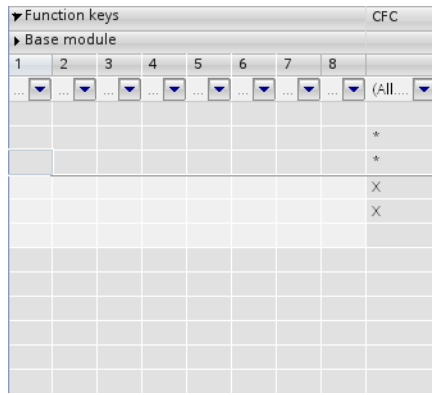 Function keys CFC
Base module
1 2 3 4 5 6 7 8
... ... ... ... ... ... ... ... (All....
*
*
X
X